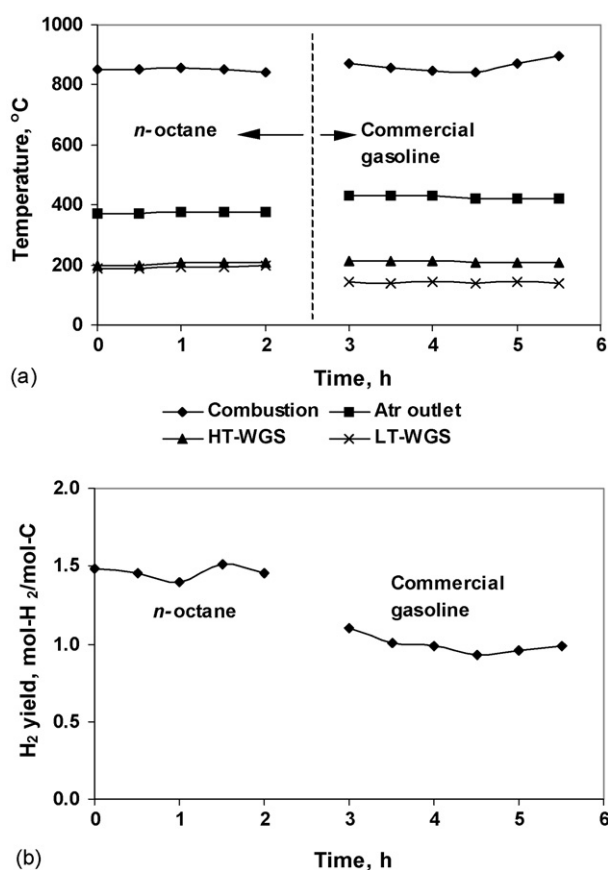 1000
800
600
400
200
0
Temperature, °C
n-octane
Commercial
gasoline
0 1 2 3 4 5 6
Time, h
(a)
Combustion Atr outlet
HT-WGS LT-WGS
2.0
1.5
1.0
0.5
0.0
H2 yield, mol-H 2/mol-C
n-octane
Commercial
gasoline
0 1 2 3 4 5 6
Time, h
(b)